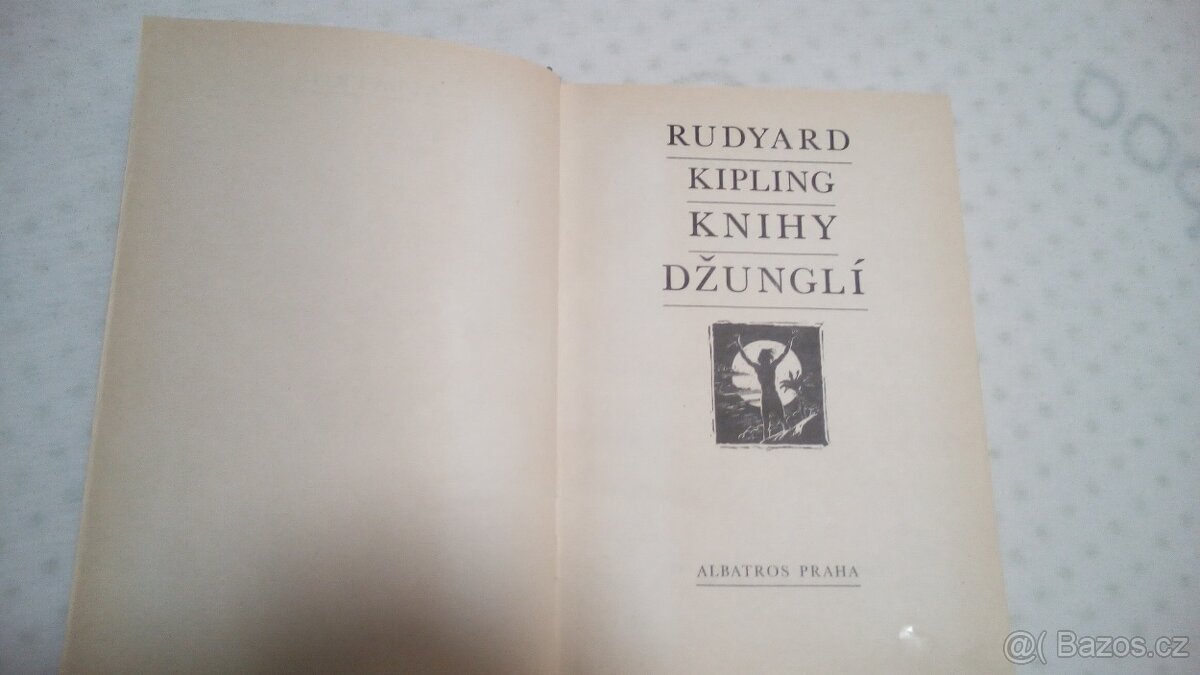 RUDYARD
KIPLING
KNIHY
DŽUNGLÍ
ALBATROS PRAHA
@( Bazos.cz